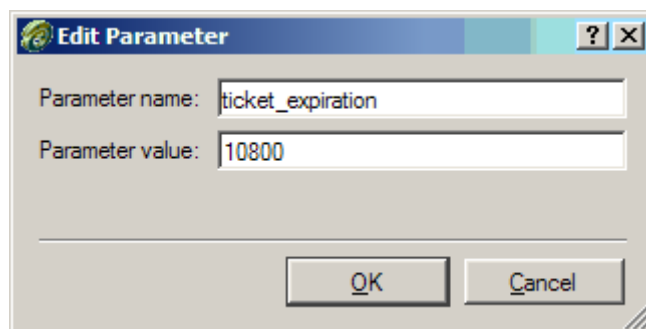 Edit Parameter ? X
Parameter name: ticket_expiration
Parameter value: 10800
OK Cancel